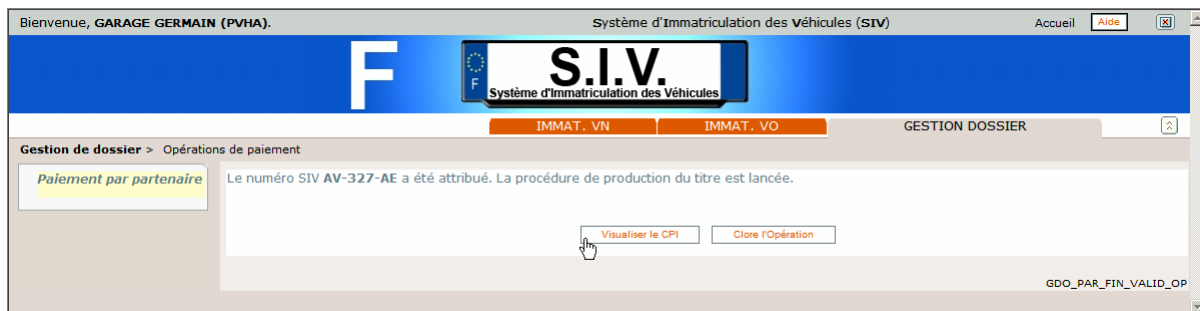 Bienvenue, GARAGE GERMAIN (PVHA). Système d'Immatriculation des Véhicules (SIV) Accueil Aide
F F S.I.V.
Système d'Immatriculation des Véhicules
IMMAT. VN IMMAT. VO GESTION DOSSIER
Gestion de dossier > Opérations de paiement
Paiement par partenaire Le numéro SIV AV-327-AE a été attribué. La procédure de production du titre est lancée.
Visualiser le CPI Clore l'Opération
GDO_PAR_FIN_VALID_OP